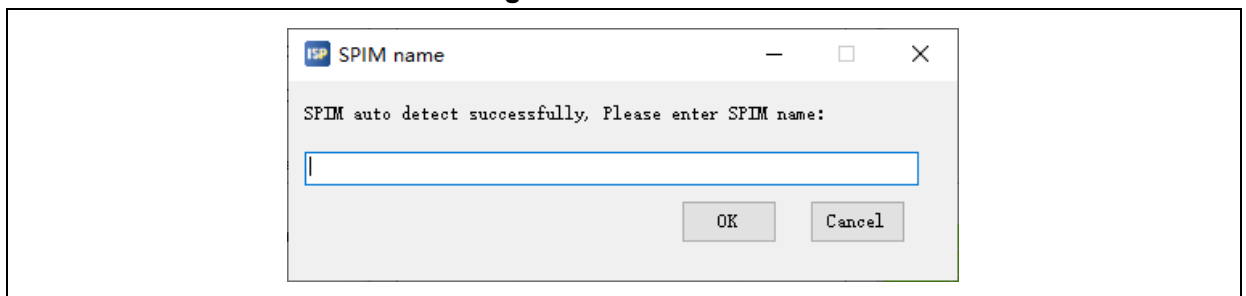 ISP SPIM name
SPIM auto detect successfully, Please enter SPIM name:
OK Cancel